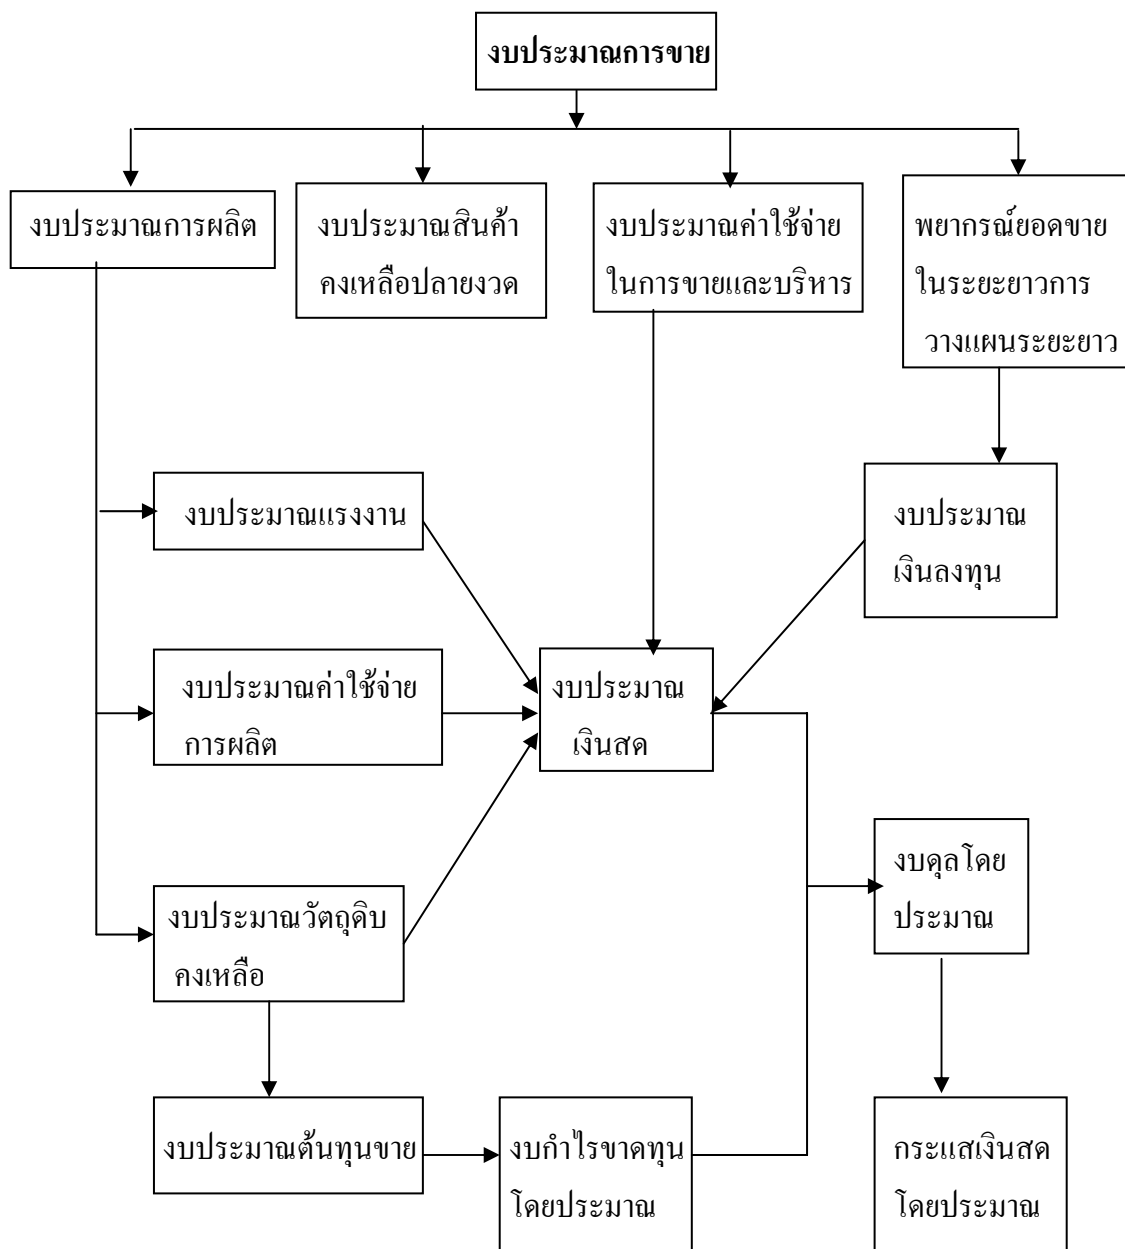 งบประมาณการขาย
งบประมาณการผลิต
งบประมาณสินค้า
คงเหลือปลายงวด
งบประมาณค่าใช้จ่าย
ในการขายและบริหาร
พยากรณ์ยอดขาย
ในระยะยาวการ
วางแผนระยะยาว
งบประมาณแรงงาน
งบประมาณ
เงินลงทุน
งบประมาณค่าใช้จ่าย
การผลิต
งบประมาณ
เงินสด
งบดุลโดย
ประมาณ
งบประมาณวัตถุดิบ
คงเหลือ
งบประมาณต้นทุนขาย
งบกำไรขาดทุน
โดยประมาณ
กระแสเงินสด
โดยประมาณ